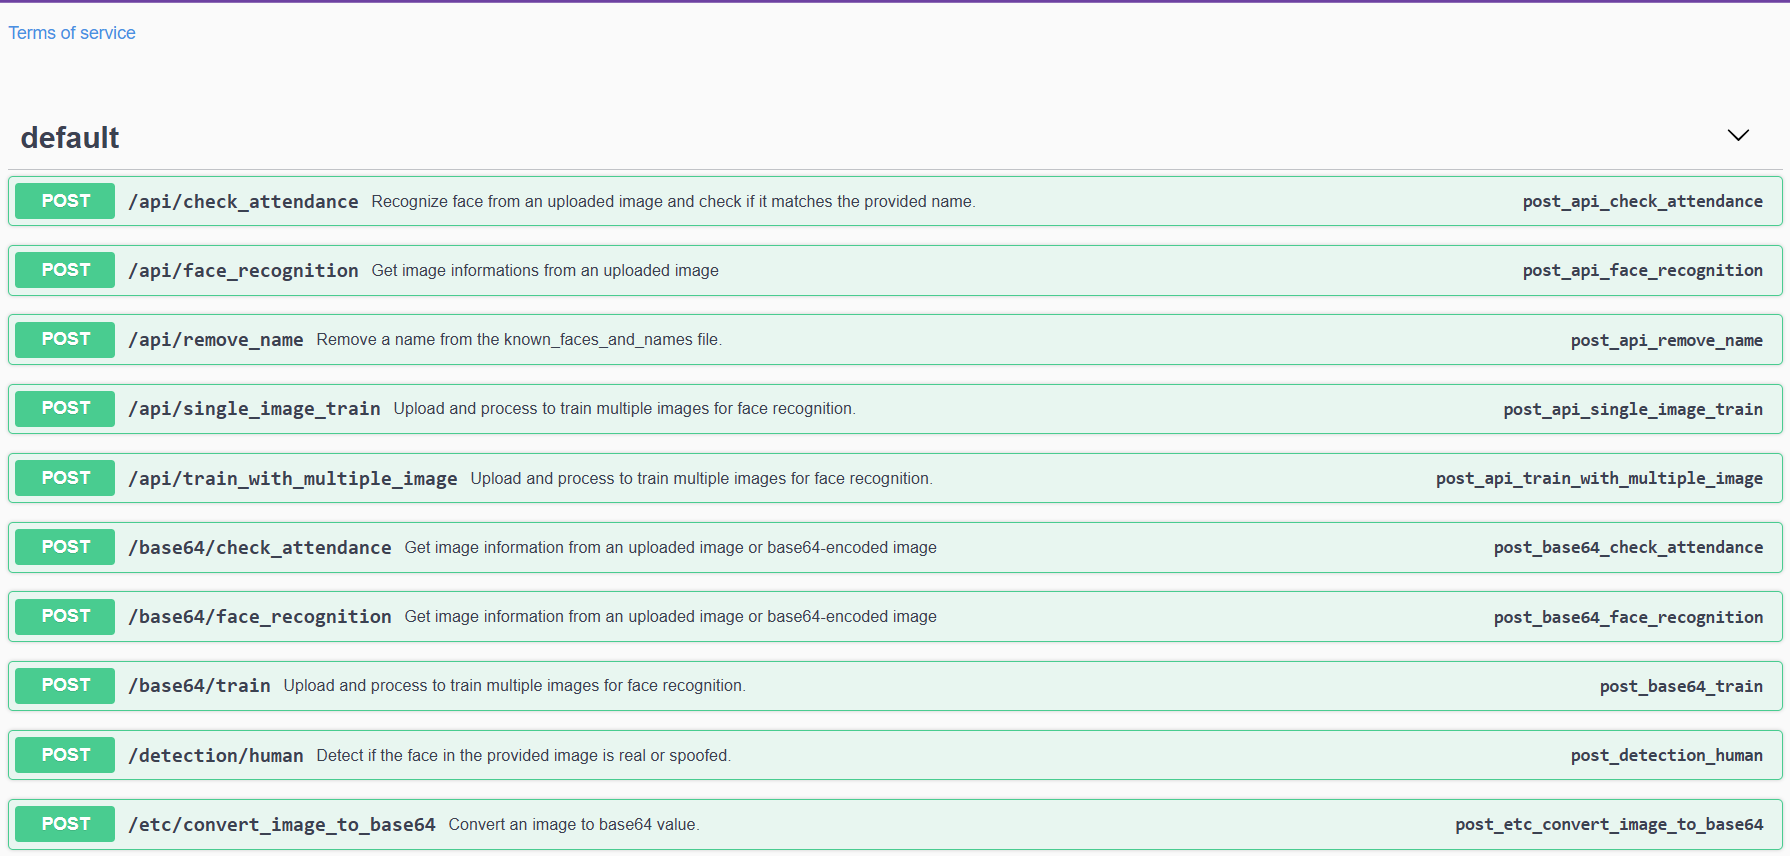 Terms of service
default
POST /api/check_attendance Recognize face from an uploaded image and check if it matches the provided name. post_api_check_attendance
POST /api/face_recognition Get image informations from an uploaded image post_api_face_recognition
POST /api/remove_name Remove a name from the known_faces_and_names file. post_api_remove_name
POST /api/single_image_train Upload and process to train multiple images for face recognition. post_api_single_image_train
POST /api/train_with_multiple_image Upload and process to train multiple images for face recognition. post_api_train_with_multiple_image
POST /base64/check_attendance Get image information from an uploaded image or base64-encoded image post_base64_check_attendance
POST /base64/face_recognition Get image information from an uploaded image or base64-encoded image post_base64_face_recognition
POST /base64/train Upload and process to train multiple images for face recognition. post_base64_train
POST /detection/human Detect if the face in the provided image is real or spoofed. post_detection_human
POST /etc/convert_image_to_base64 Convert an image to base64 value. post_etc_convert_image_to_base64